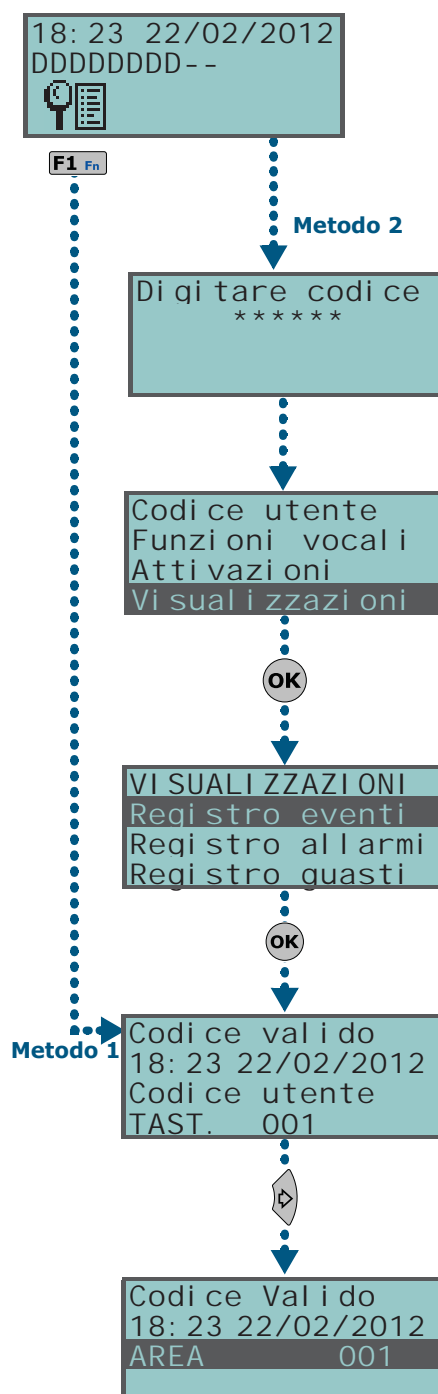 18:23 22/02/2012
DDDDDDDD--
F1 Fn
Metodo 2
Digitare codice
******
Codice utente
Funzioni vocali
Attivazioni
Visualizzazioni
OK
VISUALIZZAZIONI
Registro eventi
Registro allarmi
Registro guasti
OK
Metodo 1
Codice valido
18:23 22/02/2012
Codice utente
TAST. 001
Codice Valido
18:23 22/02/2012
AREA 001